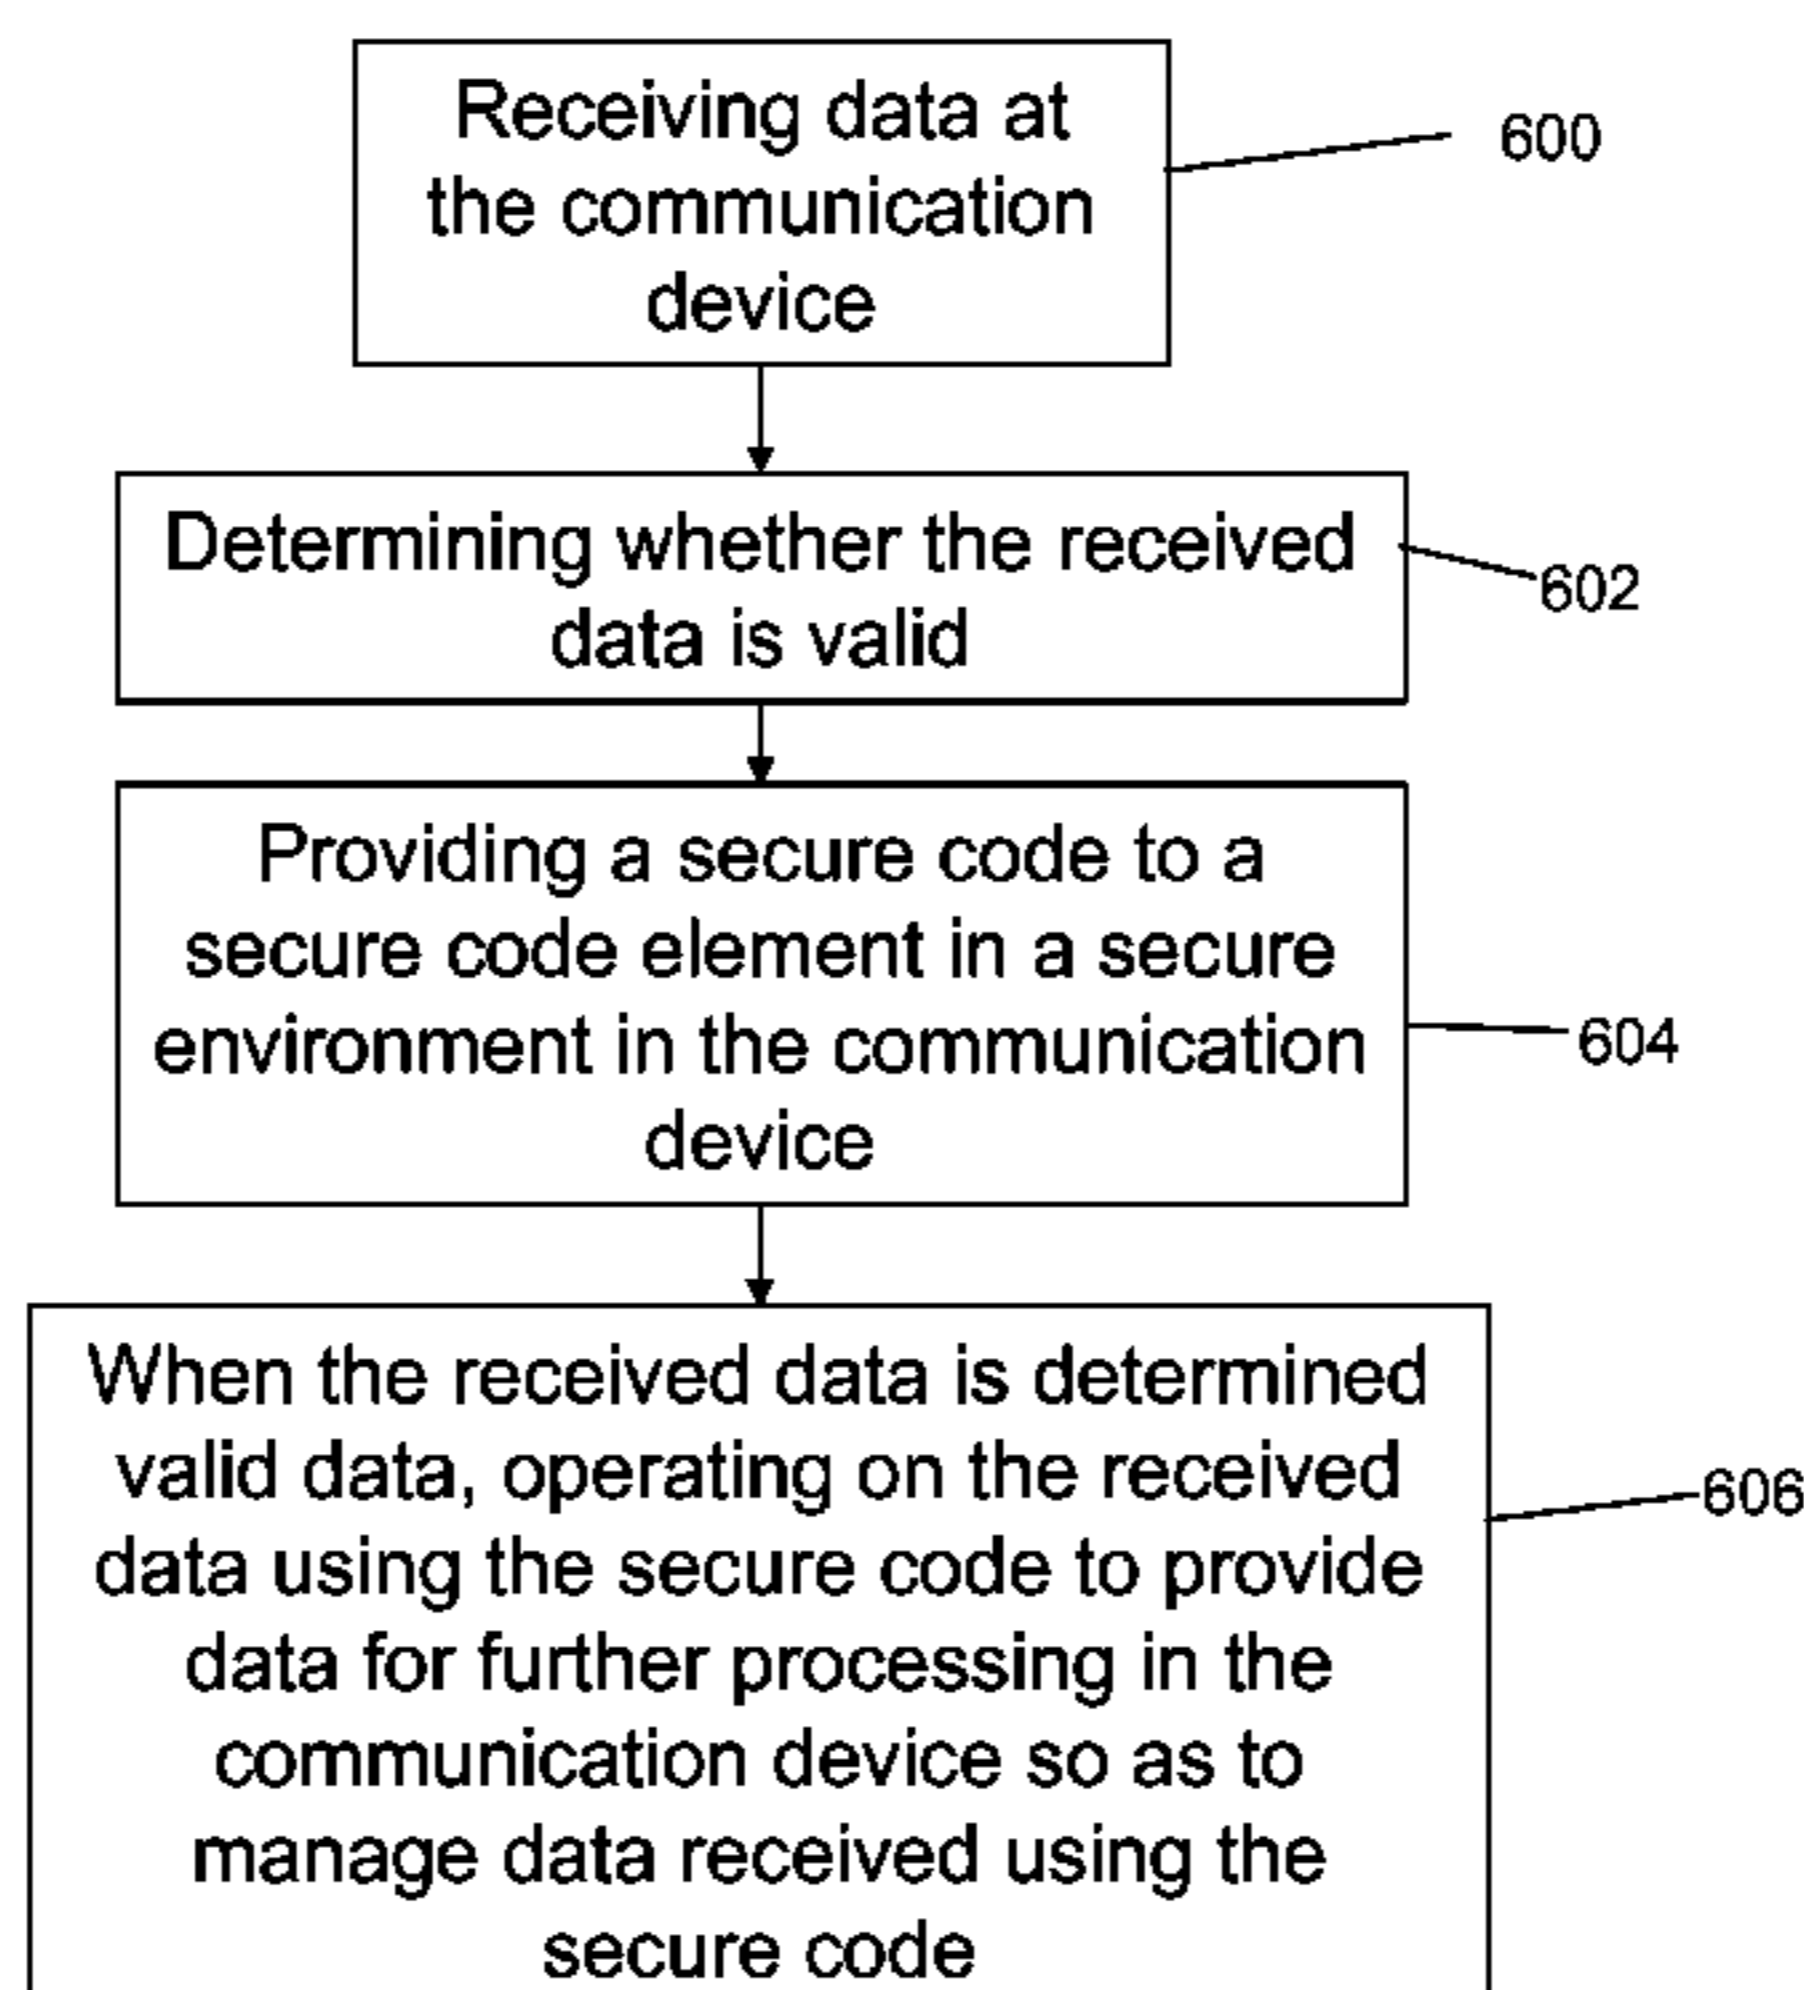 Receiving data at
the communication
device
600
Determining whether the received
data is valid
602
Providing a secure code to a
secure code element in a secure
environment in the communication
device
604
When the received data is determined
valid data, operating on the received
data using the secure code to provide
data for further processing in the
communication device so as to
manage data received using the
secure code
606